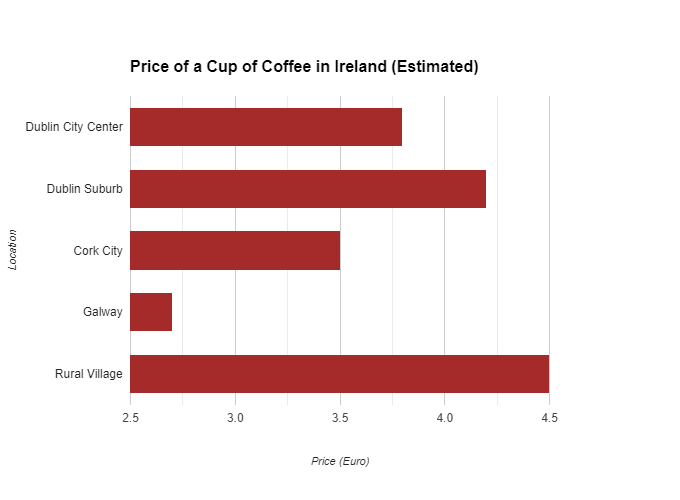 Price of a Cup of Coffee in Ireland (Estimated)
Dublin City Center
Dublin Suburb
Cork City
Galway
Rural Village
Location
2.5 3.0 3.5 4.0 4.5
Price (Euro)